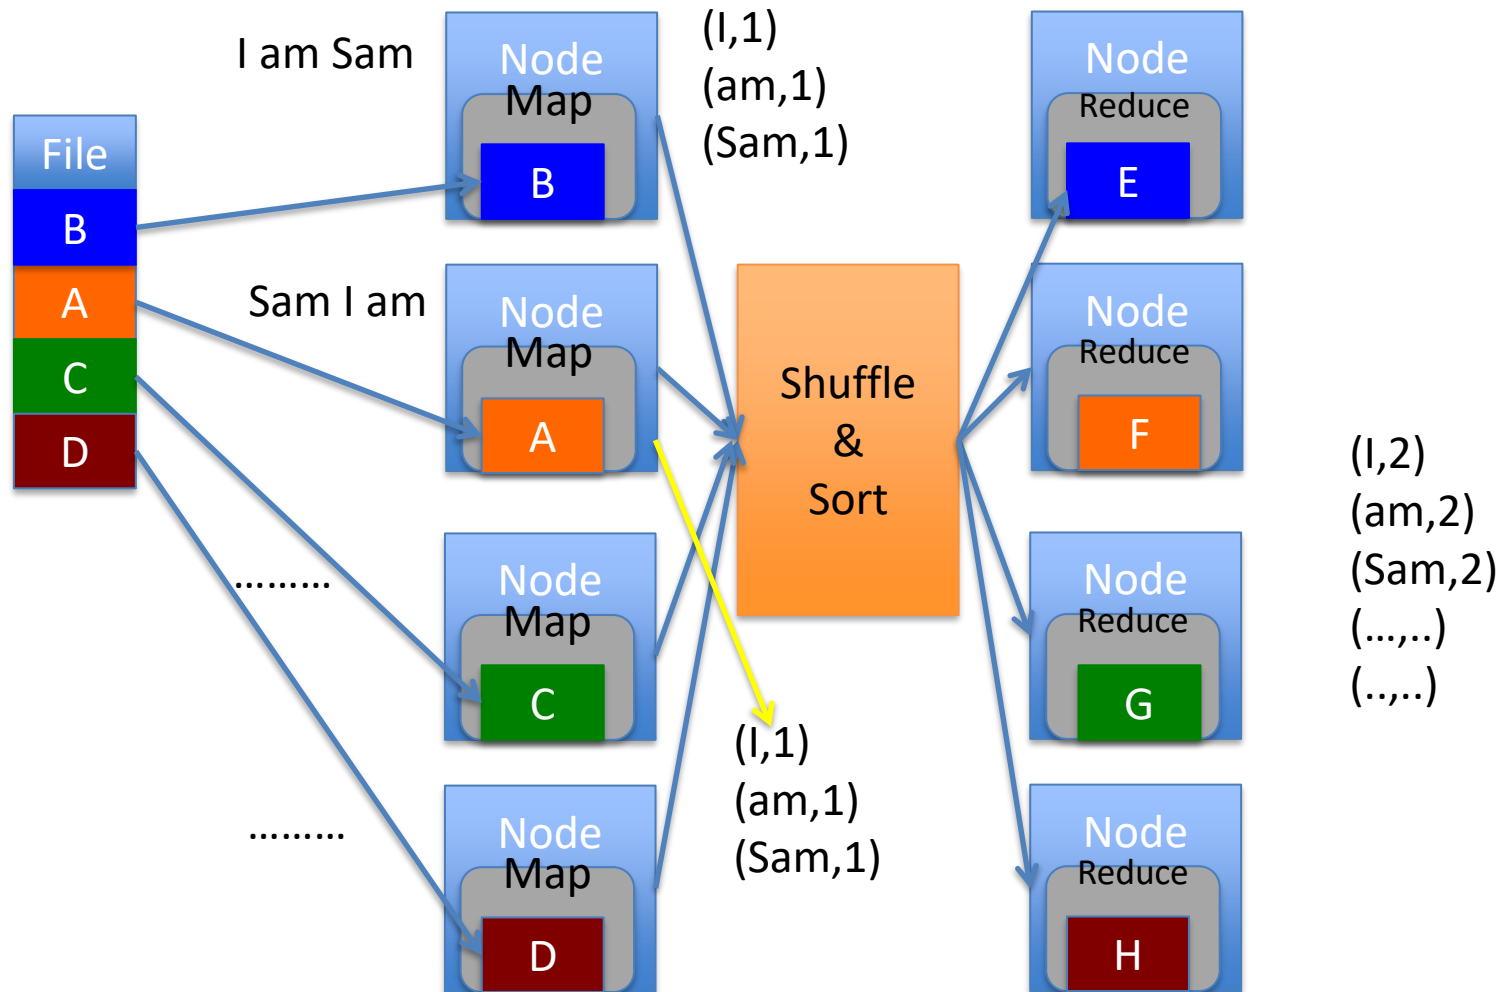 File
B
A
C
D
I am Sam
Sam I am
………
………
Node
Map
B
Node
Map
A
Node
Map
C
Node
Map
D
(I,1)
(am,1)
(Sam,1)
Shuffle
&
Sort
(I,1)
(am,1)
(Sam,1)
Node
Reduce
E
Node
Reduce
F
Node
Reduce
G
Node
Reduce
H
(I,2)
(am,2)
(Sam,2)
(…,..)
(..,..)